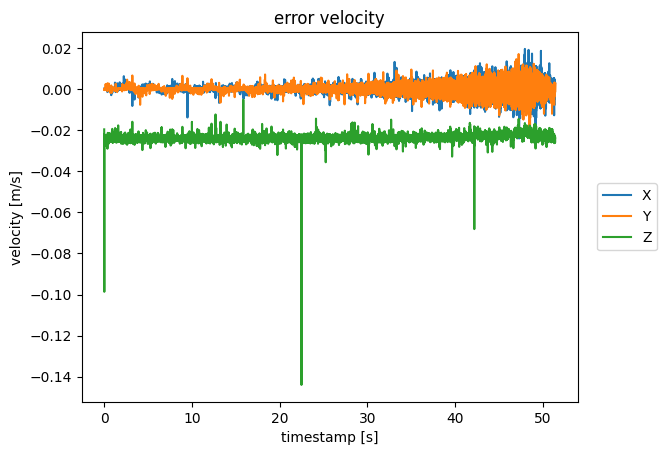 error velocity
velocity [m/s]
0.02
0.00
−0.02
−0.04
−0.06
−0.08
−0.10
−0.12
−0.14
0 10 20 30 40 50
timestamp [s]
X
Y
Z